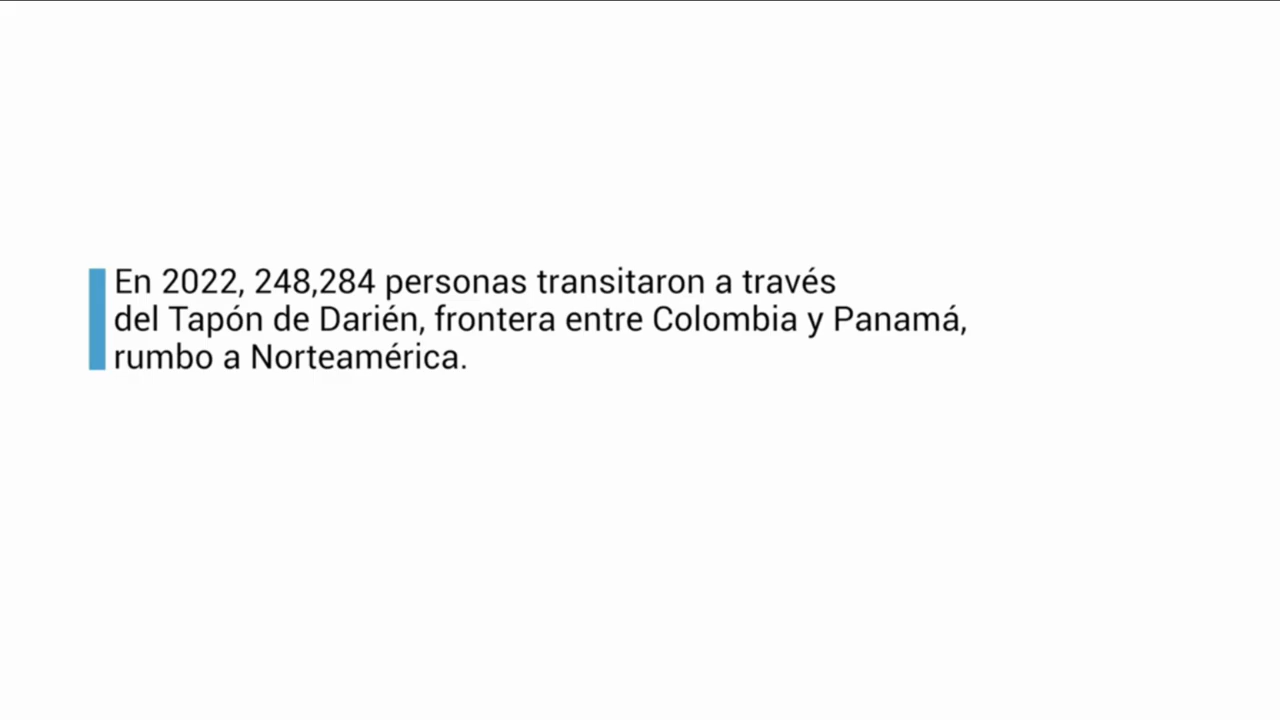 En 2022, 248,284 personas transitaron a través
del Tapón de Darién, frontera entre Colombia y Panamá,
rumbo a Norteamérica.